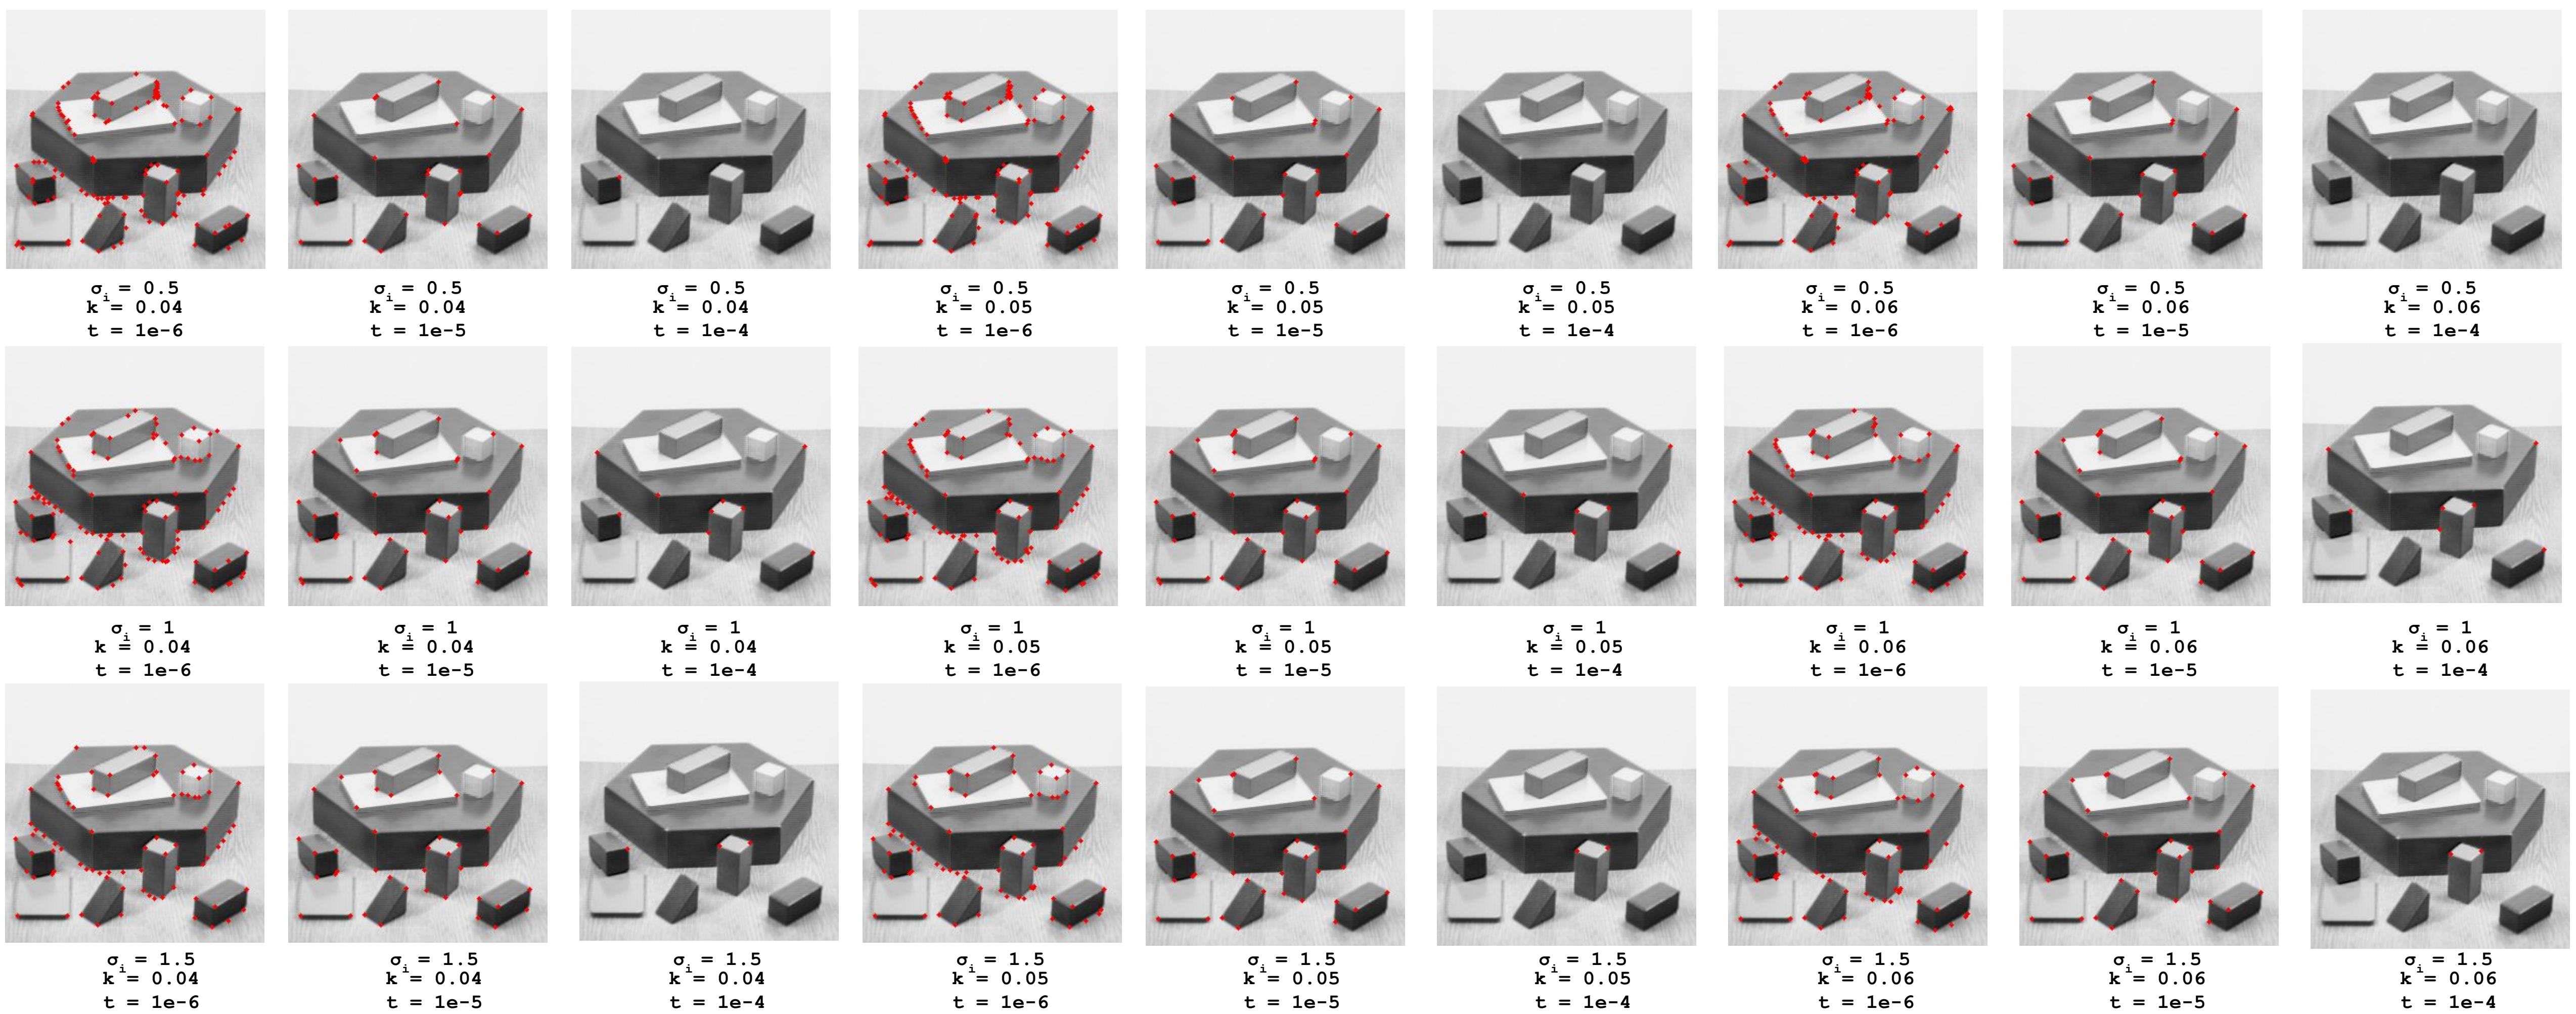 σi = 0.5
k = 0.04
t = 1e-6
σi = 0.5
k = 0.04
t = 1e-5
σi = 0.5
k = 0.04
t = 1e-4
σi = 0.5
k = 0.05
t = 1e-6
σi = 0.5
k = 0.05
t = 1e-5
σi = 0.5
k = 0.05
t = 1e-4
σi = 0.5
k = 0.06
t = 1e-6
σi = 0.5
k = 0.06
t = 1e-5
σi = 0.5
k = 0.06
t = 1e-4
σi = 1
k = 0.04
t = 1e-6
σi = 1
k = 0.04
t = 1e-5
σi = 1
k = 0.04
t = 1e-4
σi = 1
k = 0.05
t = 1e-6
σi = 1
k = 0.05
t = 1e-5
σi = 1
k = 0.05
t = 1e-4
σi = 1
k = 0.06
t = 1e-6
σi = 1
k = 0.06
t = 1e-5
σi = 1
k = 0.06
t = 1e-4
σi = 1.5
k = 0.04
t = 1e-6
σi = 1.5
k = 0.04
t = 1e-5
σi = 1.5
k = 0.04
t = 1e-4
σi = 1.5
k = 0.05
t = 1e-6
σi = 1.5
k = 0.05
t = 1e-5
σi = 1.5
k = 0.05
t = 1e-4
σi = 1.5
k = 0.06
t = 1e-6
σi = 1.5
k = 0.06
t = 1e-5
σi = 1.5
k = 0.06
t = 1e-4